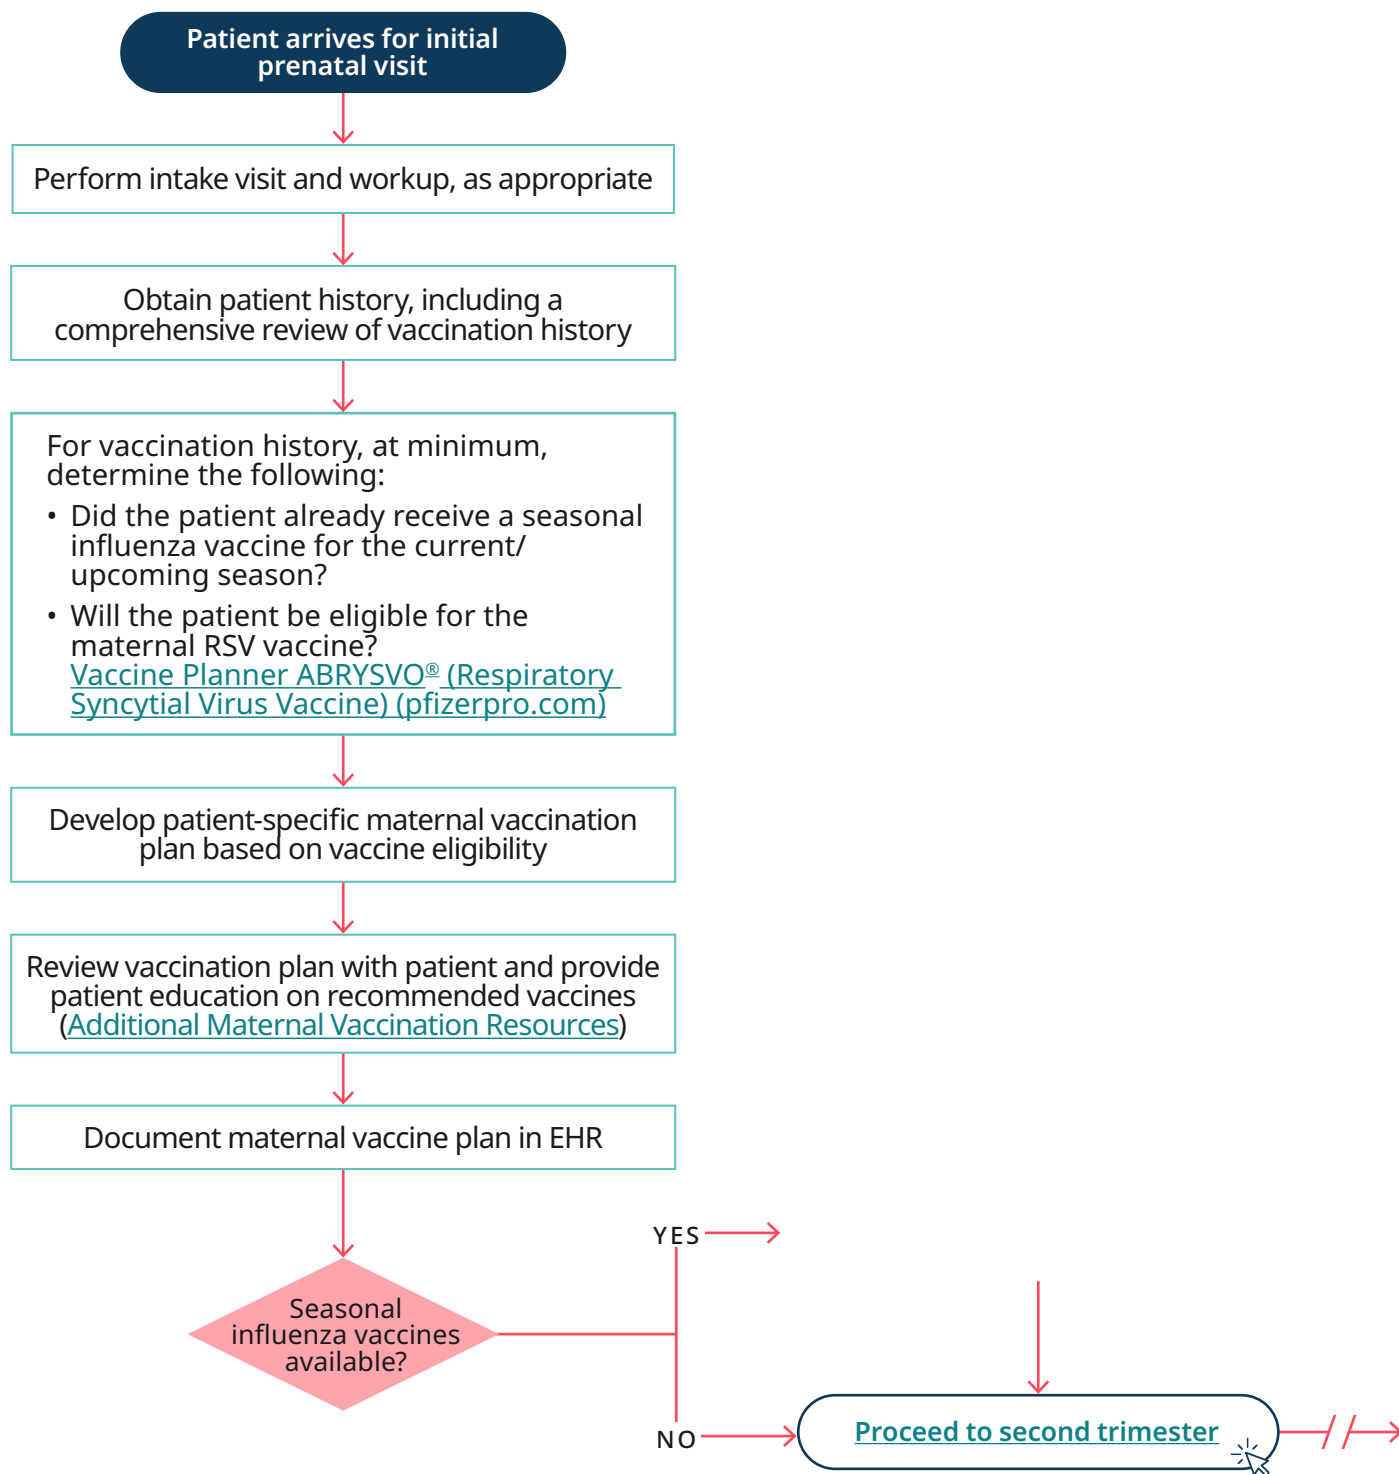 Patient arrives for initial
prenatal visit
Perform intake visit and workup, as appropriate
Obtain patient history, including a
comprehensive review of vaccination history
For vaccination history, at minimum,
determine the following:
• Did the patient already receive a seasonal
influenza vaccine for the current/
upcoming season?
• Will the patient be eligible for the
maternal RSV vaccine?
Vaccine Planner ABRYSVO® (Respiratory
Syncytial Virus Vaccine) (pfizerpro.com)
Develop patient-specific maternal vaccination
plan based on vaccine eligibility
Review vaccination plan with patient and provide
patient education on recommended vaccines
(Additional Maternal Vaccination Resources)
Document maternal vaccine plan in EHR
YES
Seasonal
influenza vaccines
available?
NO
Proceed to second trimester